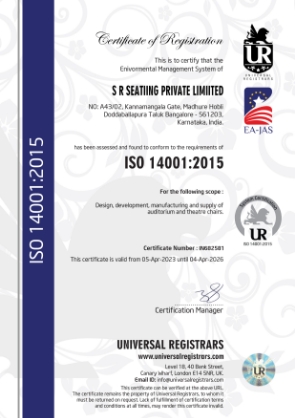 Certificate of Registration
This is to certify that the
Enivormental Management System of
S R SEATIING PRIVATE LIMIITED
NO: A43/02, Kannamangala Gate, Madhure Hobli
Doddaballapura Taluk Bangalore - 561203,
Karnataka, India.
has been assessed and found to conform to the requirements of
ISO 14001:2015
For the following scope :
Design, development, manufacturing and supply of
auditorium and theatre chairs.
Certificate Number : IN682581
This certificate is valid from 05-Apr-2023 until 04-Apr-2026
Certification Manager
UNIVERSAL REGISTRARS
www.universalregistrars.com
Level 18, 40 Bank Street,
Canary wharf, London E14 5NR, UK.
Email ID: info@universalregistrars.com
This certificate can be verified at the above URL.
The certificate remains the property of Universal Registrars, to whom it
must be returned on request. Lack of fulfilment of certification terms
and conditions at all times, may render this certificate invalid.
ISO 14001:2015
UR
UNIVERSAL
REGISTRARS
EA-JAS
UR
ISO 14001:2015
UR